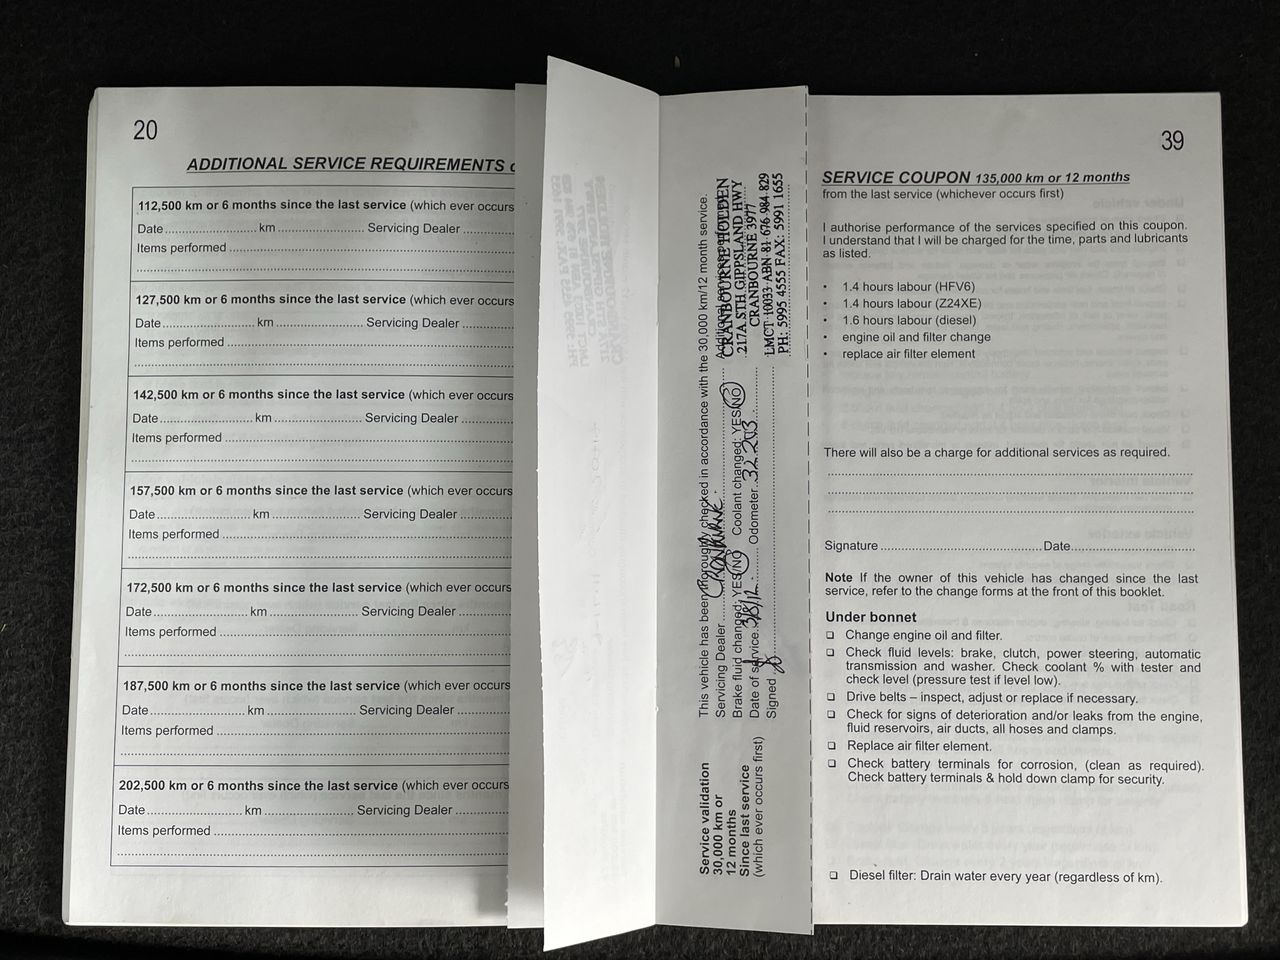 20
ADDITIONAL SERVICE REQUIREMENTS
112,500 km or 6 months since the last service (which ever occurs
Date.......................... km ........................ Servicing Dealer ..............
Items performed ..............................................................................
..............................................................................
127,500 km or 6 months since the last service (which ever occurs
Date.......................... km ........................ Servicing Dealer ..............
Items performed ..............................................................................
..............................................................................
142,500 km or 6 months since the last service (which ever occurs
Date.......................... km ........................ Servicing Dealer ..............
Items performed ..............................................................................
..............................................................................
157,500 km or 6 months since the last service (which ever occurs
Date.......................... km ........................ Servicing Dealer ..............
Items performed ..............................................................................
..............................................................................
172,500 km or 6 months since the last service (which ever occurs
Date.......................... km ........................ Servicing Dealer ..............
Items performed ..............................................................................
..............................................................................
187,500 km or 6 months since the last service (which ever occurs
Date.......................... km ........................ Servicing Dealer ..............
Items performed ..............................................................................
..............................................................................
202,500 km or 6 months since the last service (which ever occurs
Date.......................... km ........................ Servicing Dealer ..............
Items performed ..............................................................................
..............................................................................
Service validation
30,000 km or
12 months
Since last service
(which ever occurs first)
This vehicle has been thoroughly checked in accordance with the 30,000 km/12 month service.
Servicing Dealer ..... CRANBOURNE ..... Additional services performed
Brake fluid changed: YES/NO Coolant changed: YES/NO
Date of service. 3/8/12 ......... Odometer. 32203 .........
Signed ..............................................................................
CRANBOURNE HOLDEN
217A STH GIPPSLAND HWY
CRANBOURNE 3977
LMCT 10033 ABN 81 676 984 829
PH: 5995 4555 FAX: 5991 1655
39
SERVICE COUPON 135,000 km or 12 months
from the last service (whichever occurs first)
I authorise performance of the services specified on this coupon.
I understand that I will be charged for the time, parts and lubricants
as listed.
• 1.4 hours labour (HFV6)
• 1.4 hours labour (Z24XE)
• 1.6 hours labour (diesel)
• engine oil and filter change
• replace air filter element
There will also be a charge for additional services as required.
..............................................................................
..............................................................................
..............................................................................
Signature .............................................Date..................................
Note If the owner of this vehicle has changed since the last
service, refer to the change forms at the front of this booklet.
Under bonnet
❏ Change engine oil and filter.
❏ Check fluid levels: brake, clutch, power steering, automatic
transmission and washer. Check coolant % with tester and
check level (pressure test if level low).
❏ Drive belts – inspect, adjust or replace if necessary.
❏ Check for signs of deterioration and/or leaks from the engine,
fluid reservoirs, air ducts, all hoses and clamps.
❏ Replace air filter element.
❏ Check battery terminals for corrosion, (clean as required).
Check battery terminals & hold down clamp for security.
❏ Diesel filter: Drain water every year (regardless of km).